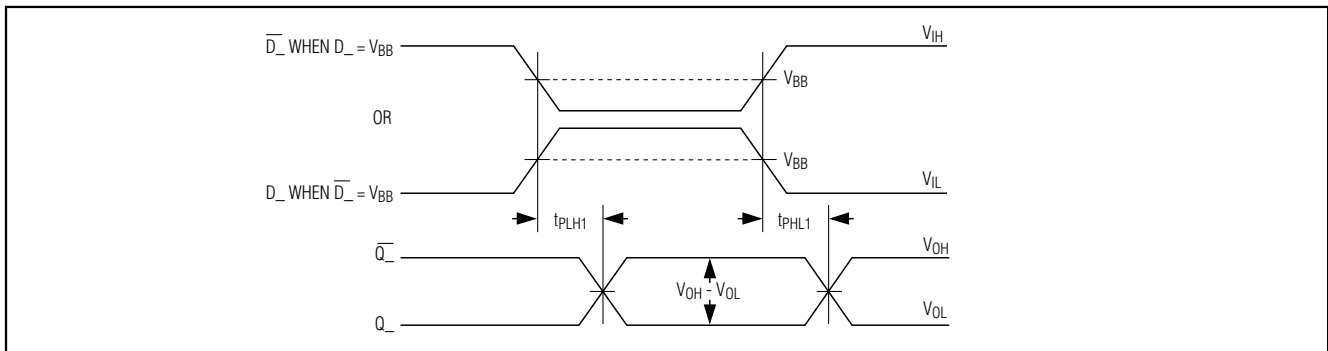 D̅_̅ WHEN D_ = VBB
VIH
VBB
OR
VBB
D_ WHEN D̅_̅ = VBB
VIL
tPLH1
tPHL1
Q̅_̅
VOH
VOH - VOL
Q_
VOL